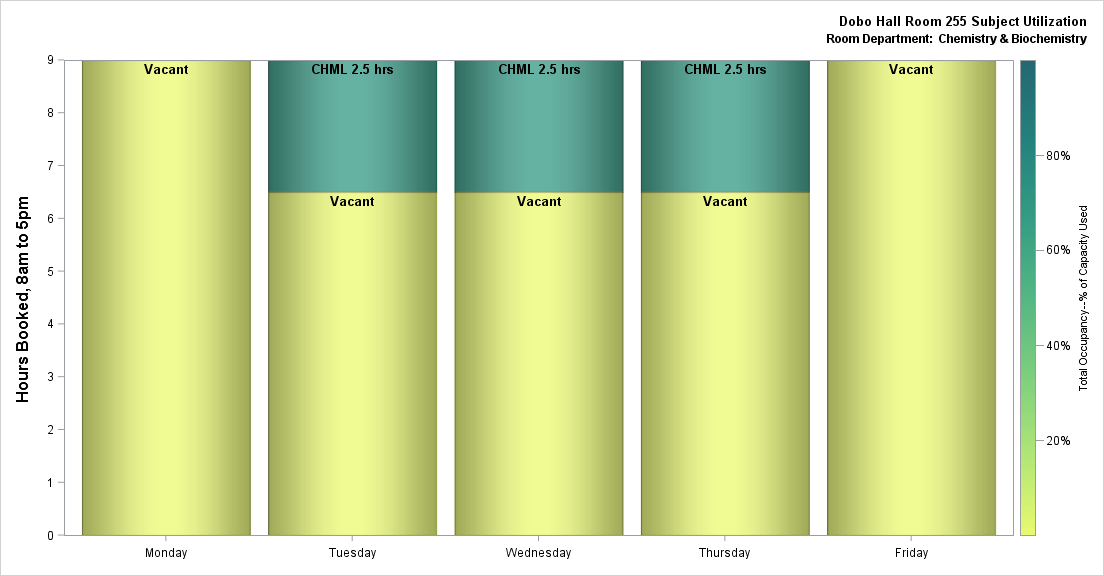 Dobo Hall Room 255 Subject Utilization
Room Department: Chemistry & Biochemistry
Hours Booked, 8am to 5pm
9
8
7
6
5
4
3
2
1
0
Vacant
CHML 2.5 hrs
CHML 2.5 hrs
CHML 2.5 hrs
Vacant
Vacant
Vacant
Vacant
Monday
Tuesday
Wednesday
Thursday
Friday
80%
60%
40%
20%
Total Occupancy--% of Capacity Used